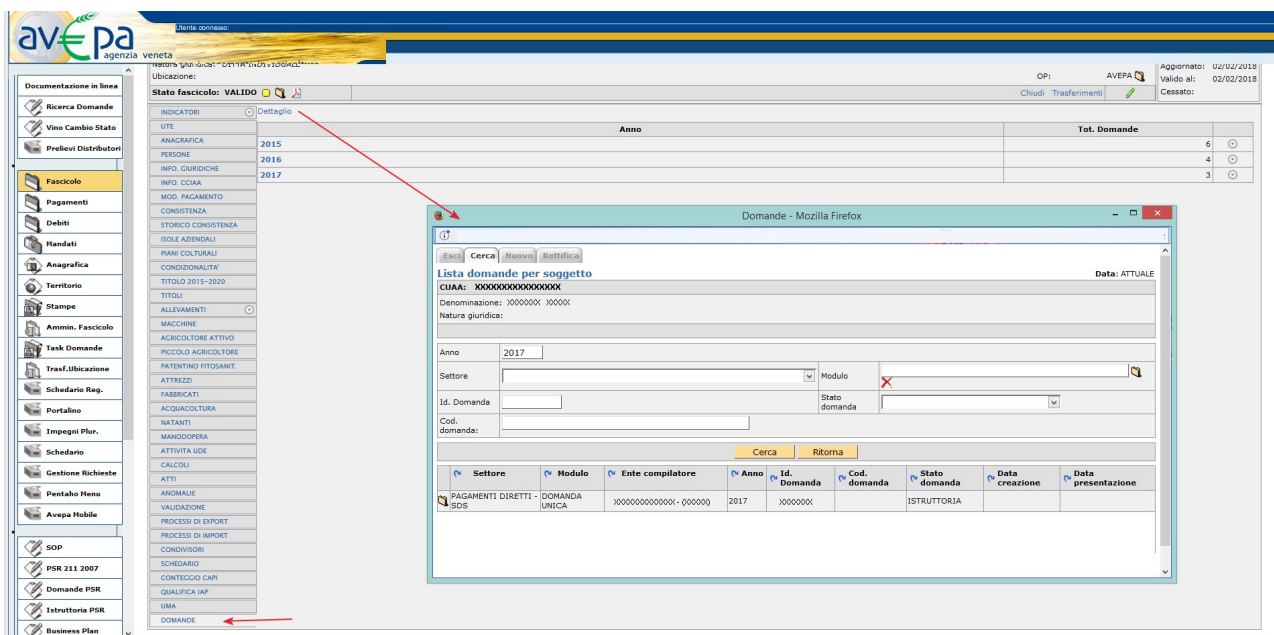 avepa
agenzia veneta
Utente connesso:
Ubicazione:
OP: AVEPA
Aggiornato: 02/02/2018
Valido al: 02/02/2018
Cessato:
Stato fascicolo: VALIDO
Chiudi Trasferimenti
Documentazione in linea
Ricerca Domande
Vino Cambio Stato
Prelievi Distributori
Fascicolo
Pagamenti
Debiti
Mandati
Anagrafica
Territorio
Stampe
Ammin. Fascicolo
Task Domande
Trasf.Ubicazione
Schedario Reg.
Portalino
Impegni Plur.
Schedario
Gestione Richieste
Pentaho Menu
Avepa Mobile
SOP
PSR 211 2007
Domande PSR
Istruttoria PSR
Business Plan
INDICATORI
UTE
ANAGRAFICA
PERSONE
INFO. GIURIDICHE
INFO. CCIAA
MOD. PAGAMENTO
CONSISTENZA
STORICO CONSISTENZA
ISOLE AZIENDALI
PIANI COLTURALI
CONDIZIONALITA'
TITOLO 2015-2020
TITOLI
ALLEVAMENTI
MACCHINE
AGRICOLTORE ATTIVO
PICCOLO AGRICOLTORE
PATENTINO FITOSANIT.
ATTREZZI
FABBRICATI
ACQUACOLTURA
NATANTI
MANODOPERA
ATTIVITA UDE
CALCOLI
ATTI
ANOMALIE
VALIDAZIONE
PROCESSI DI EXPORT
PROCESSI DI IMPORT
CONDIVISORI
SCHEDARIO
CONTEGGIO CAPI
QUALIFICA IAP
UMA
DOMANDE
Dettaglio
Anno Tot. Domande
2015 6
2016 4
2017 3
Domande - Mozilla Firefox
Esci Cerca Nuovo Rettifica
Lista domande per soggetto
Data: ATTUALE
CUAA: XXXXXXXXXXXXXXXX
Denominazione: XXXXXXX XXXXX
Natura giuridica:
Anno 2017
Settore Modulo
Id. Domanda Stato domanda
Cod. domanda:
Cerca Ritorna
Settore Modulo Ente compilatore Anno Id. Domanda Cod. domanda Stato domanda Data creazione Data presentazione
PAGAMENTI DIRETTI - SDS DOMANDA UNICA XXXXXXXXXXXXX - (XXXXXX) 2017 XXXXXXXX ISTRUTTORIA